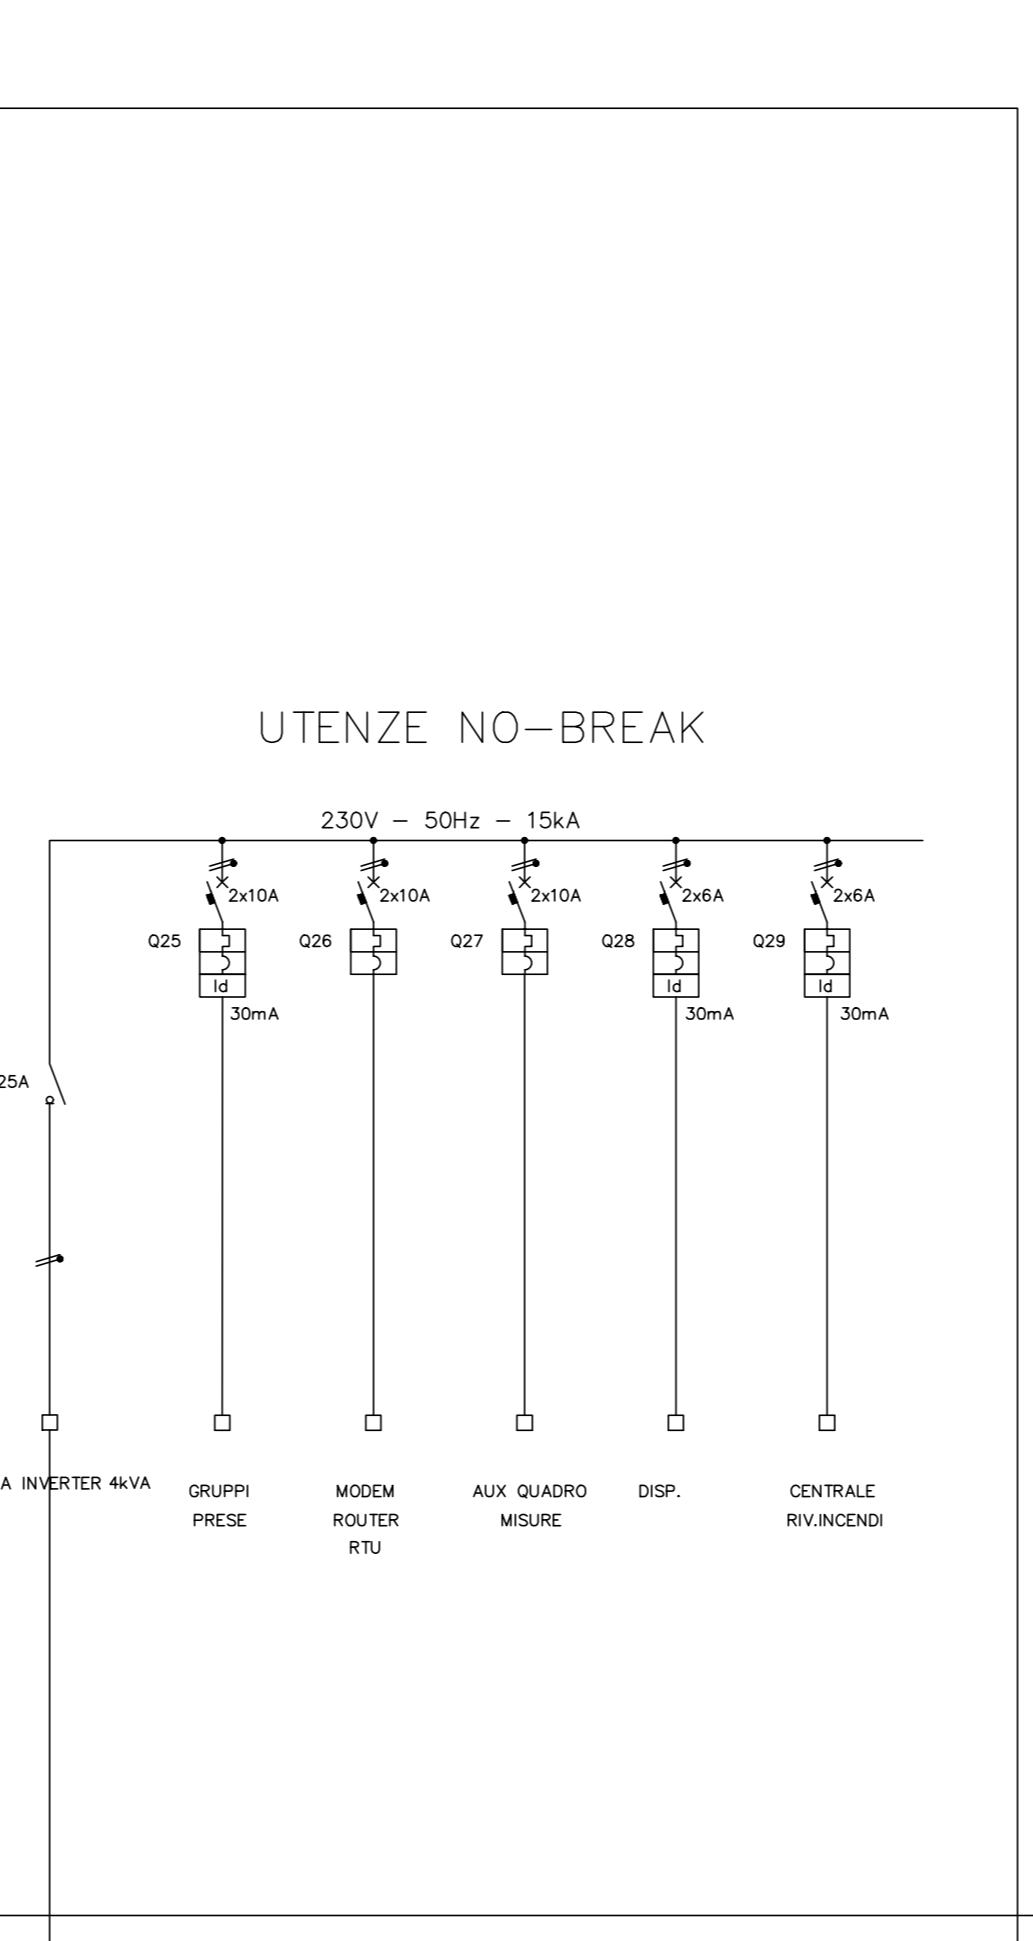 UTENZE NO-BREAK
230V - 50Hz - 15kA
2x10A
2x10A
2x10A
2x6A
2x6A
Q25
Q26
Q27
Q28
Q29
Id
Id
Id
30mA
30mA
30mA
25A
A INVERTER 4kVA
GRUPPI
PRESE
MODEM
ROUTER
RTU
AUX QUADRO
MISURE
DISP.
CENTRALE
RIV.INCENDI